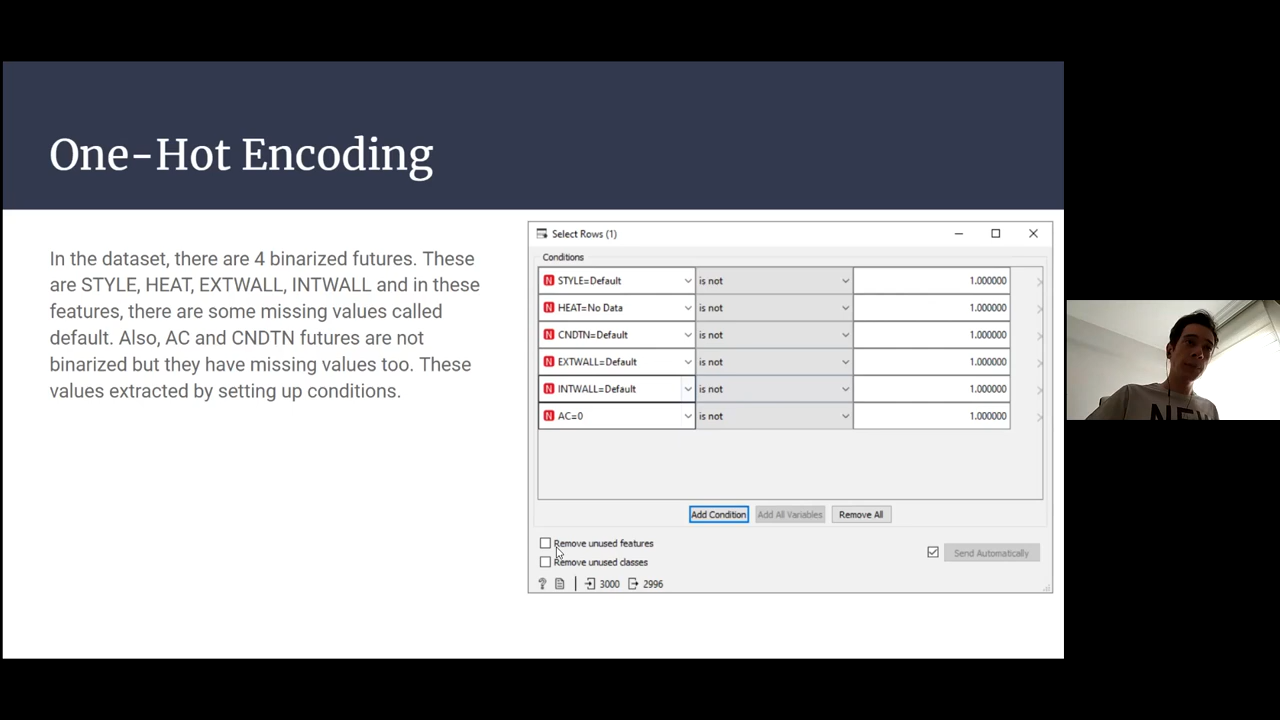 One-Hot Encoding
In the dataset, there are 4 binarized futures. These
are STYLE, HEAT, EXTWALL, INTWALL and in these
features, there are some missing values called
default. Also, AC and CNDTN futures are not
binarized but they have missing values too. These
values extracted by setting up conditions.
Select Rows (1)
Conditions
N STYLE=Default is not 1.000000
N HEAT=No Data is not 1.000000
N CNDTN=Default is not 1.000000
N EXTWALL=Default is not 1.000000
N INTWALL=Default is not 1.000000
N AC=0 is not 1.000000
Add Condition Add All Variables Remove All
Remove unused features
Remove unused classes
Send Automatically
? 3000 2996
NEW